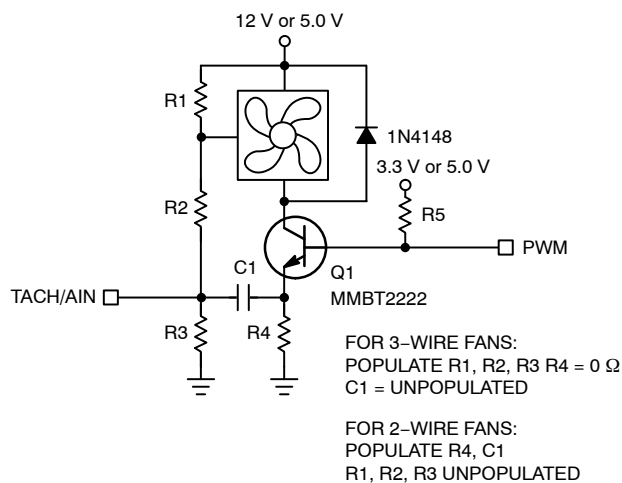 12 V or 5.0 V
R1
1N4148
3.3 V or 5.0 V
R2
R5
PWM
C1
Q1
TACH/AIN
MMBT2222
R3
R4
FOR 3−WIRE FANS:
POPULATE R1, R2, R3 R4 = 0 Ω
C1 = UNPOPULATED
FOR 2−WIRE FANS:
POPULATE R4, C1
R1, R2, R3 UNPOPULATED